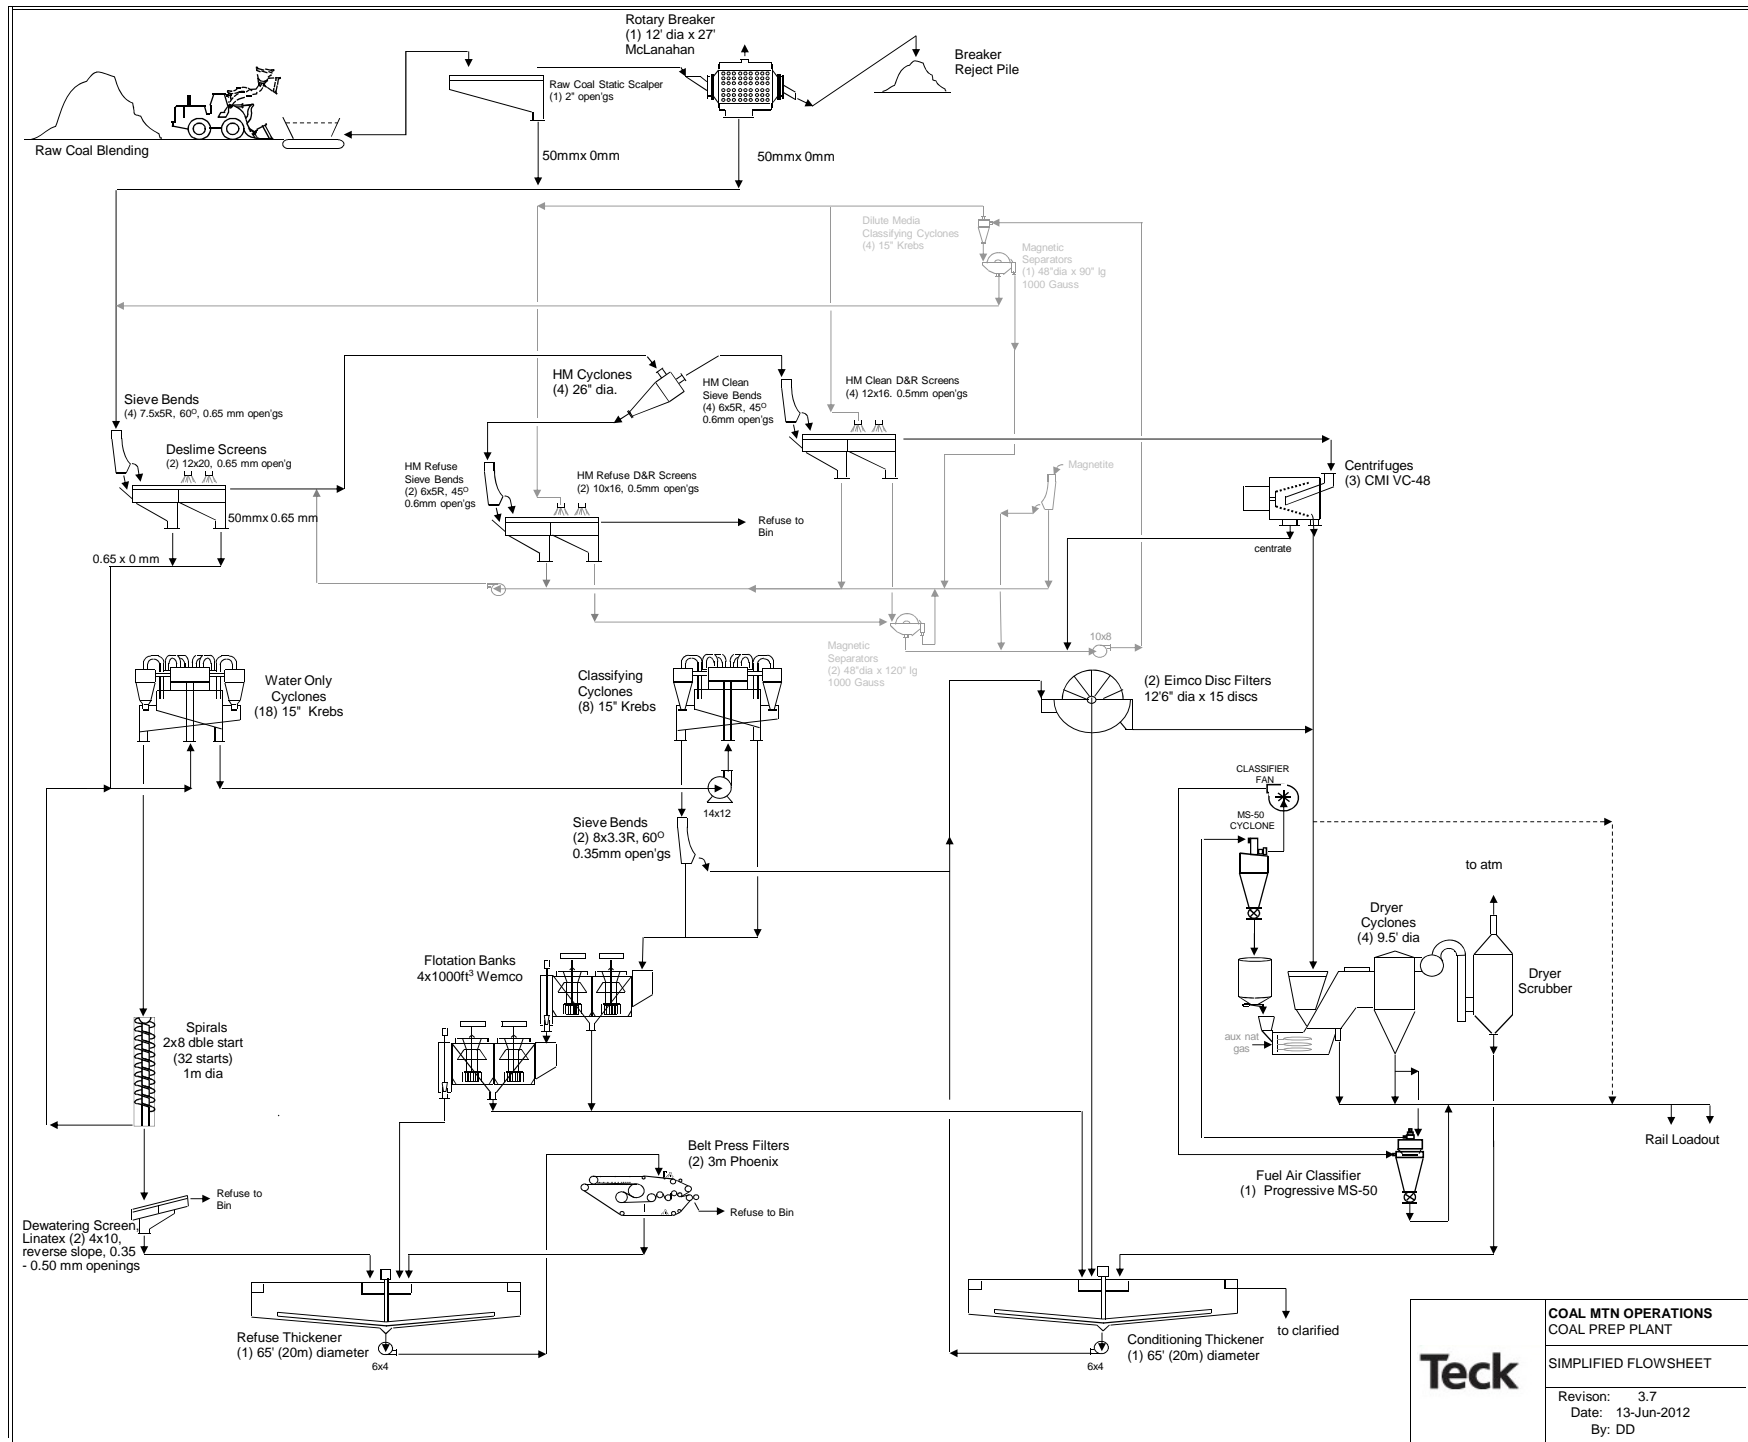 Rotary Breaker
(1) 12' dia x 27'
McLanahan
Breaker
Reject Pile
Raw Coal Static Scalper
(1) 2" open'gs
Raw Coal Blending
50mmx 0mm
50mmx 0mm
Dilute Media
Classifying Cyclones
(4) 15" Krebs
Magnetic
Separators
(1) 48"dia x 90" lg
1000 Gauss
HM Cyclones
(4) 26" dia.
HM Clean
Sieve Bends
(4) 6x5R, 45O
0.6mm open'gs
HM Clean D&R Screens
(4) 12x16. 0.5mm open'gs
Sieve Bends
(4) 7.5x5R, 60O, 0.65 mm open'gs
Deslime Screens
(2) 12x20, 0.65 mm open'g
HM Refuse
Sieve Bends
(2) 6x5R, 45O
0.6mm open'gs
HM Refuse D&R Screens
(2) 10x16, 0.5mm open'gs
Magnetite
Centrifuges
(3) CMI VC-48
50mmx 0.65 mm
Refuse to
Bin
centrate
0.65 x 0 mm
Magnetic
Separators
(2) 48"dia x 120" lg
1000 Gauss
10x8
Water Only
Cyclones
(18) 15" Krebs
Classifying
Cyclones
(8) 15" Krebs
(2) Eimco Disc Filters
12'6" dia x 15 discs
CLASSIFIER
FAN
14x12
MS-50
CYCLONE
Sieve Bends
(2) 8x3.3R, 60O
0.35mm open'gs
to atm
Dryer
Cyclones
(4) 9.5' dia
Flotation Banks
4x1000ft3 Wemco
Dryer
Scrubber
Spirals
2x8 dble start
(32 starts)
1m dia
aux nat
gas
Rail Loadout
Belt Press Filters
(2) 3m Phoenix
Fuel Air Classifier
(1) Progressive MS-50
Refuse to
Bin
Refuse to Bin
Dewatering Screen,
Linatex (2) 4x10,
reverse slope, 0.35
- 0.50 mm openings
Refuse Thickener
(1) 65' (20m) diameter
6x4
6x4
Conditioning Thickener
(1) 65' (20m) diameter
to clarified
Teck
COAL MTN OPERATIONS
COAL PREP PLANT
SIMPLIFIED FLOWSHEET
Revison: 3.7
Date: 13-Jun-2012
By: DD